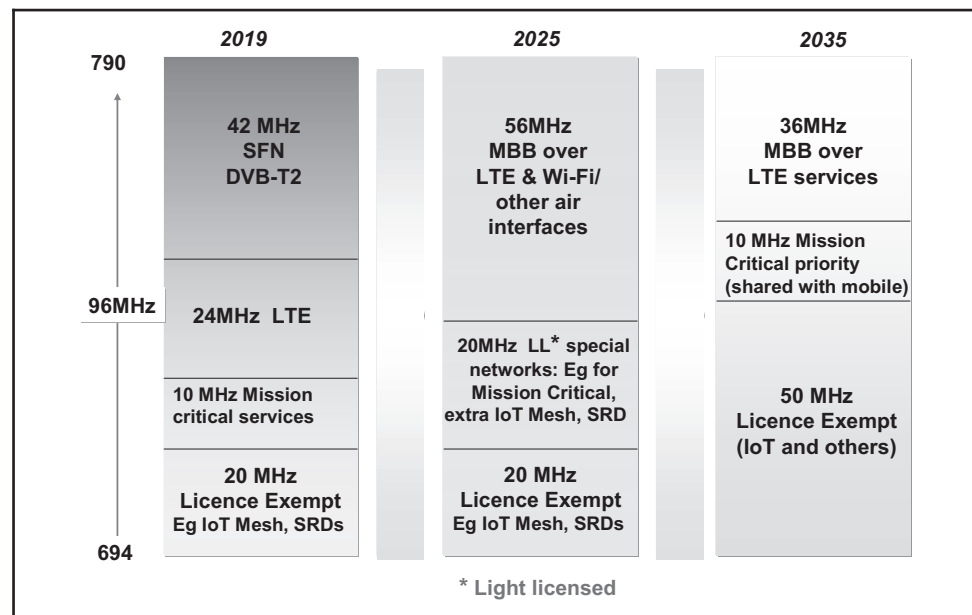 2019
2025
2035
790
96MHz
694
42 MHz
SFN
DVB-T2
24MHz LTE
10 MHz Mission
critical services
20 MHz
Licence Exempt
Eg IoT Mesh, SRDs
56MHz
MBB over
LTE & Wi-Fi/
other air
interfaces
20MHz LL* special
networks: Eg for
Mission Critical,
extra IoT Mesh, SRD
20 MHz
Licence Exempt
Eg IoT Mesh, SRDs
36MHz
MBB over
LTE services
10 MHz Mission
Critical priority
(shared with mobile)
50 MHz
Licence Exempt
(IoT and others)
* Light licensed